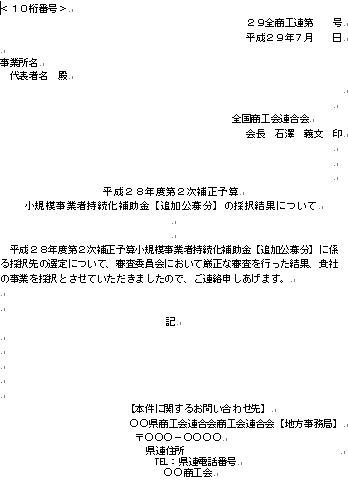 ＜１０桁番号＞
２９全商工連第　　号
平成２９年７月　　日
事業所名
代表者名　殿
全国商工会連合会
会長　石澤　義文　印
平成２８年度第２次補正予算
小規模事業者持続化補助金【追加公募分】の採択結果について
平成２８年度第２次補正予算小規模事業者持続化補助金【追加公募分】に係
る採択先の選定について、審査委員会において厳正な審査を行った結果、貴社
の事業を採択とさせていただきましたので、ご連絡申しあげます。
記
【本件に関するお問い合わせ先】
〇〇県商工会連合会商工会連合会【地方事務局】
〒〇〇〇－〇〇〇〇
県連住所
TEL：県連電話番号
〇〇商工会